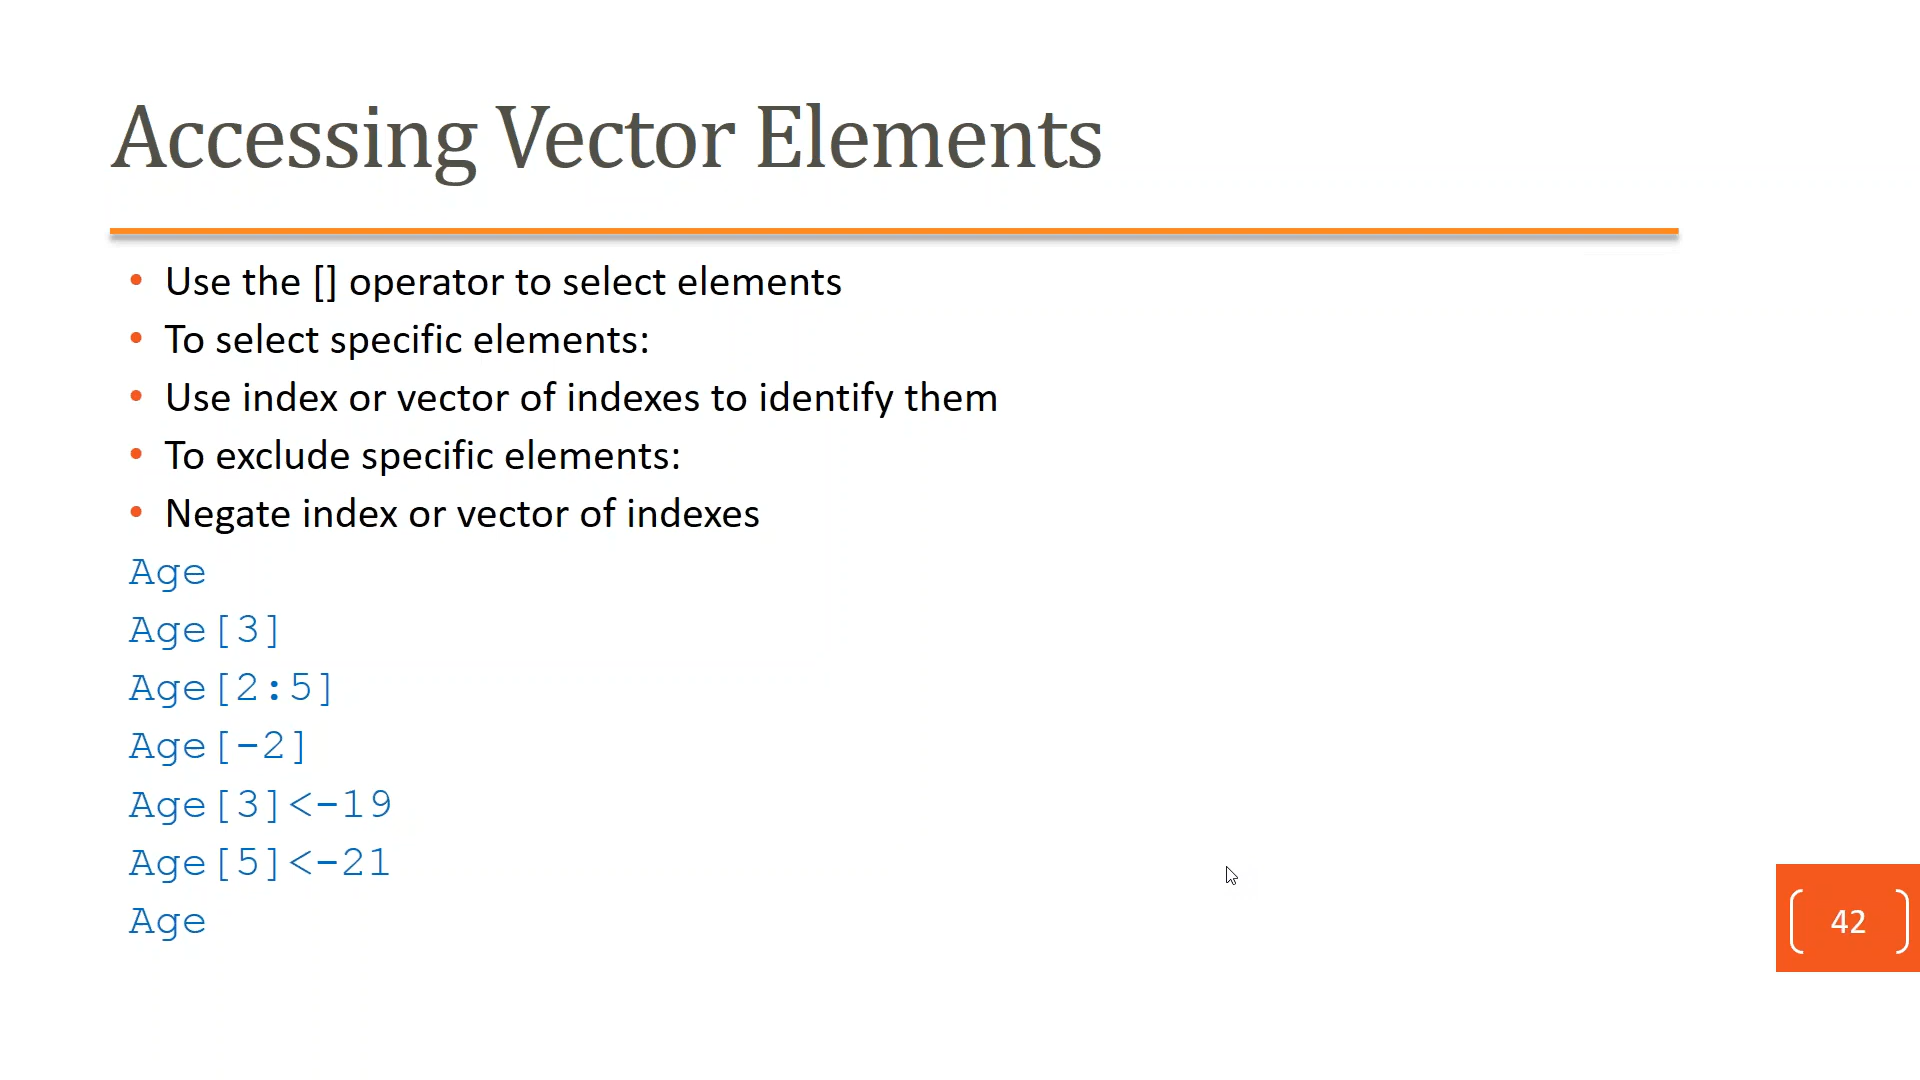 Accessing Vector Elements
• Use the [] operator to select elements
• To select specific elements:
• Use index or vector of indexes to identify them
• To exclude specific elements:
• Negate index or vector of indexes
Age
Age[3]
Age[2:5]
Age[-2]
Age[3]<-19
Age[5]<-21
Age
42